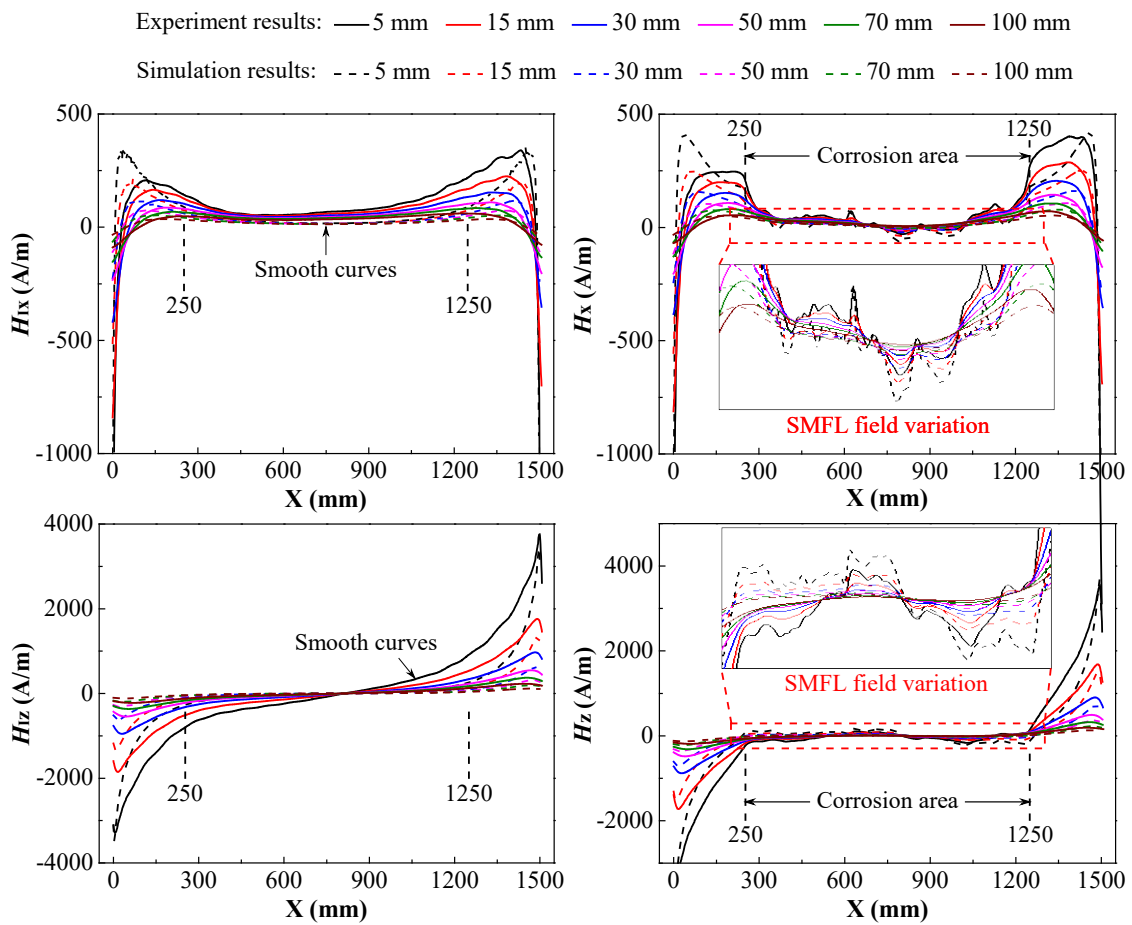 Experiment results: 5 mm 15 mm 30 mm 50 mm 70 mm 100 mm
Simulation results: 5 mm 15 mm 30 mm 50 mm 70 mm 100 mm
500
0
-500
-1000
H1x (A/m)
Smooth curves
250
1250
0 300 600 900 1200 1500
X (mm)
500
0
-500
-1000
Hx (A/m)
250
1250
Corrosion area
SMFL field variation
0 300 600 900 1200 1500
X (mm)
4000
2000
0
-2000
-4000
H1z (A/m)
Smooth curves
250
1250
0 300 600 900 1200 1500
X (mm)
4000
2000
0
-2000
Hz (A/m)
SMFL field variation
Corrosion area
250
1250
0 300 600 900 1200 1500
X (mm)